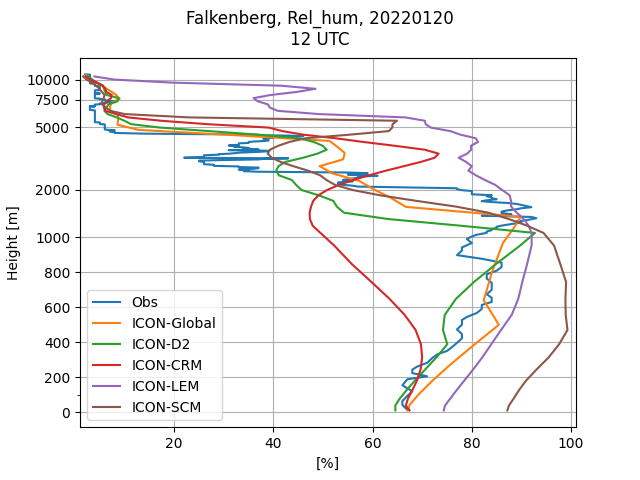 Falkenberg, Rel_hum, 20220120
12 UTC
10000
7500
5000
2000
1000
800
600
400
200
0
Height [m]
Obs
ICON-Global
ICON-D2
ICON-CRM
ICON-LEM
ICON-SCM
20
40
60
80
100
[%]